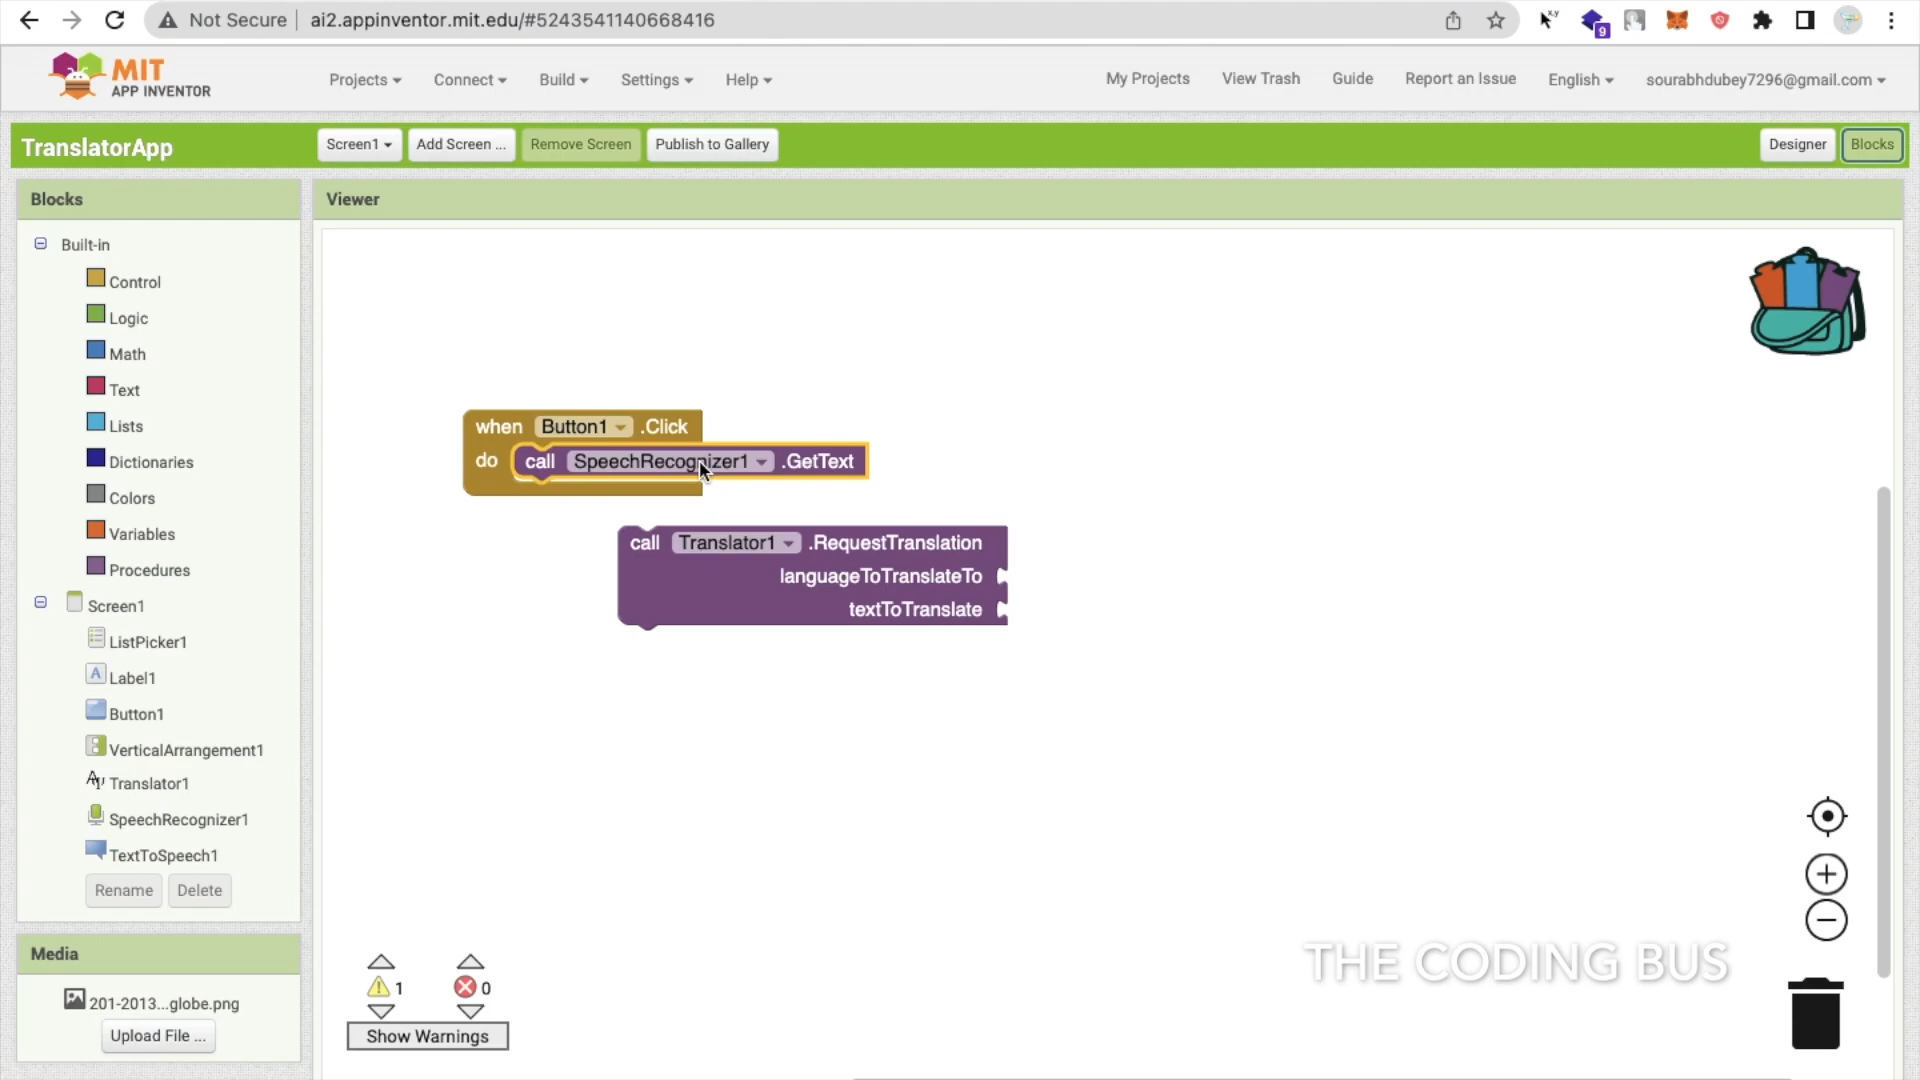 Not Secure
ai2.appinventor.mit.edu/#5243541140668416
x,y
9
MIT
APP INVENTOR
Projects
Connect
Build
Settings
Help
My Projects
View Trash
Guide
Report an Issue
English
sourabhdubey7296@gmail.com
TranslatorApp
Screen1
Add Screen ...
Remove Screen
Publish to Gallery
Designer
Blocks
Blocks
Built-in
Control
Logic
Math
Text
Lists
Dictionaries
Colors
Variables
Procedures
Screen1
ListPicker1
A Label1
Button1
VerticalArrangement1
Translator1
SpeechRecognizer1
TextToSpeech1
Rename
Delete
Media
201-2013...globe.png
Upload File ...
Viewer
when Button1 .Click
do call SpeechRecognizer1 .GetText
call Translator1 .RequestTranslation
languageToTranslateTo
textToTranslate
1
0
Show Warnings
THE CODING BUS